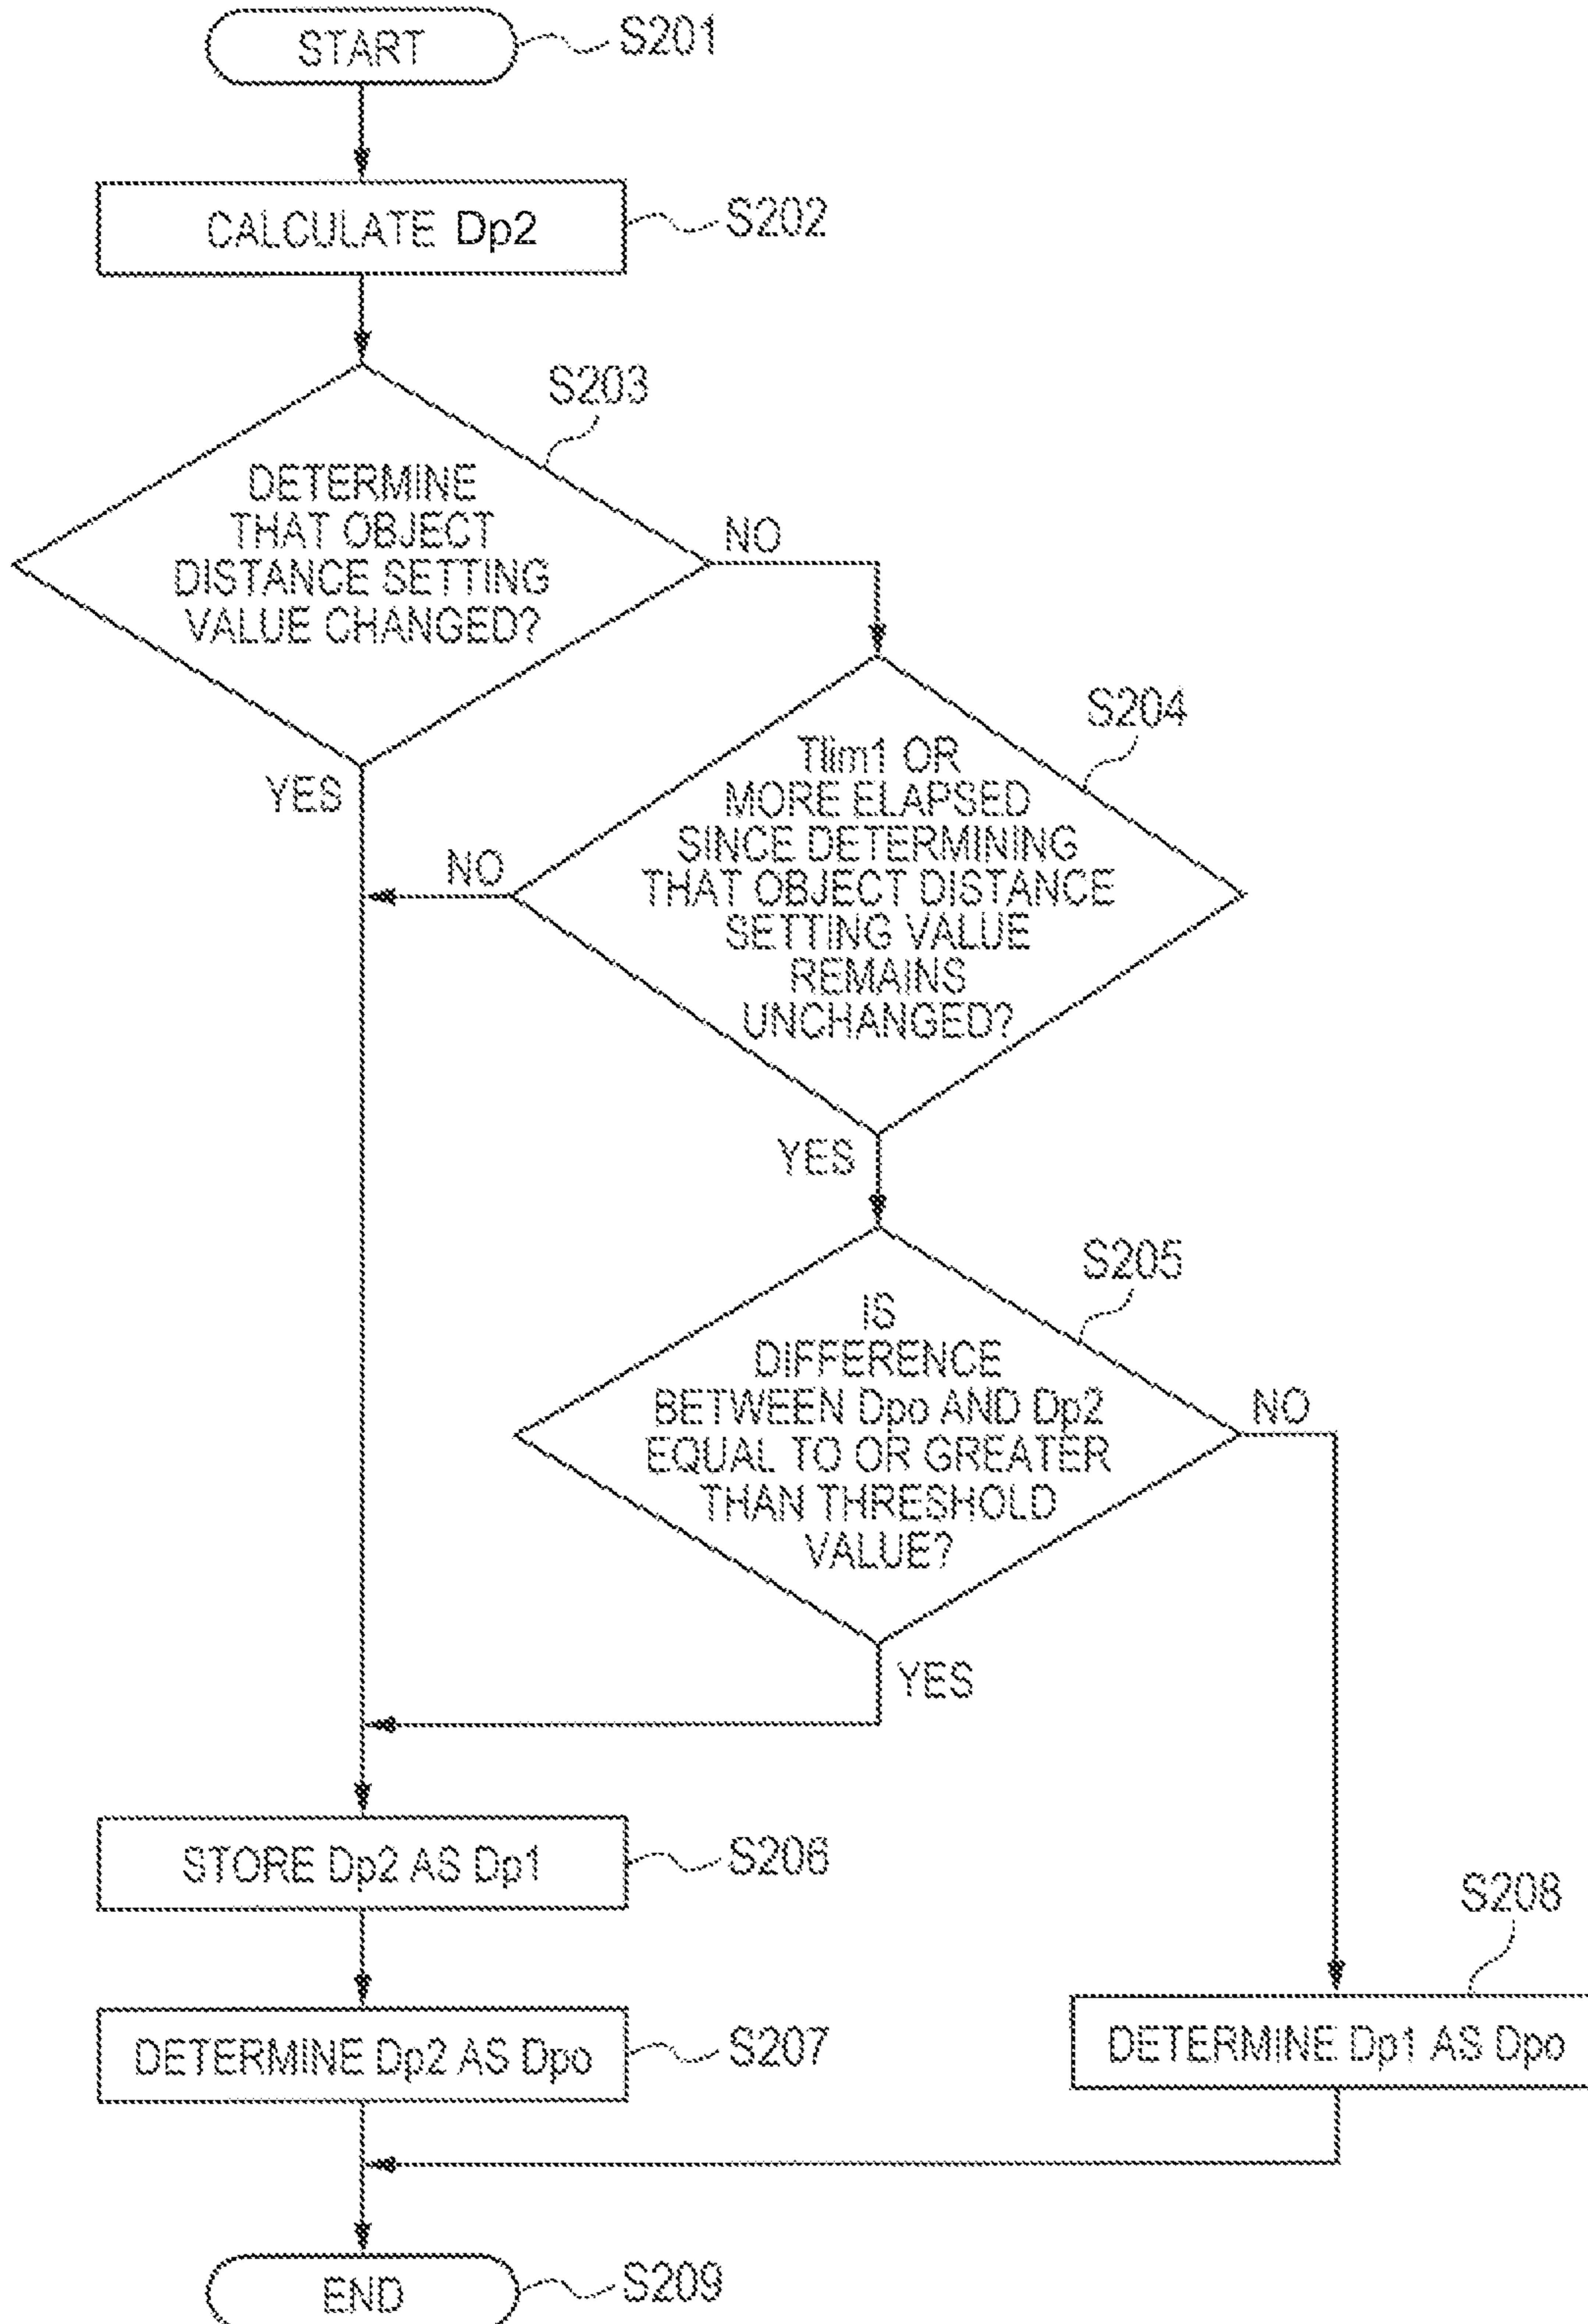 START
S201
CALCULATE Dp2
S202
S203
DETERMINE
THAT OBJECT
DISTANCE SETTING
VALUE CHANGED?
NO
YES
S204
Tlim1 OR
MORE ELAPSED
SINCE DETERMINING
THAT OBJECT DISTANCE
SETTING VALUE
REMAINS
UNCHANGED?
NO
YES
S205
IS
DIFFERENCE
BETWEEN Dpo AND Dp2
EQUAL TO OR GREATER
THAN THRESHOLD
VALUE?
NO
YES
STORE Dp2 AS Dp1
S206
S208
DETERMINE Dp2 AS Dpo
S207
DETERMINE Dp1 AS Dpo
END
S209